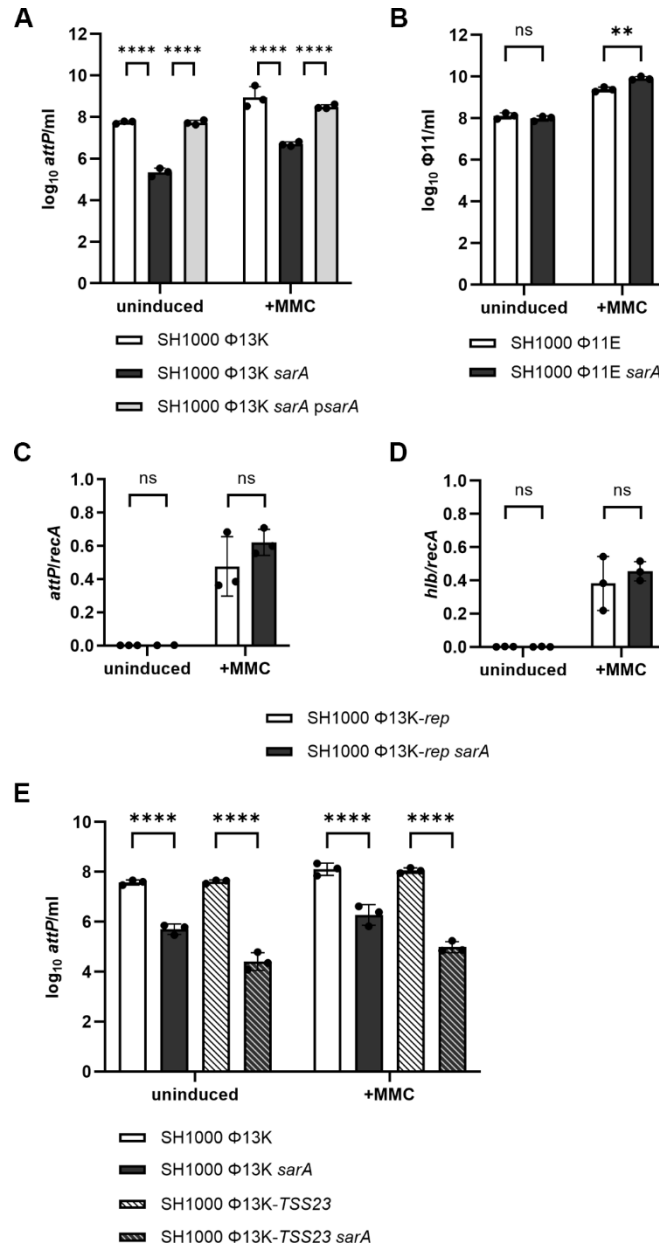 A
**** **** **** ****
log₁₀ attP/ml
12
10
8
6
4
2
0
uninduced +MMC
SH1000 Φ13K
SH1000 Φ13K sarA
SH1000 Φ13K sarA psarA
B
ns **
log₁₀ Φ11/ml
12
10
8
6
4
2
0
uninduced +MMC
SH1000 Φ11E
SH1000 Φ11E sarA
C
ns ns
attP/recA
1.0
0.8
0.6
0.4
0.2
0.0
uninduced +MMC
D
ns ns
hlb/recA
1.0
0.8
0.6
0.4
0.2
0.0
uninduced +MMC
SH1000 Φ13K-rep
SH1000 Φ13K-rep sarA
E
**** **** **** ****
log₁₀ attP/ml
10
8
6
4
2
0
uninduced +MMC
SH1000 Φ13K
SH1000 Φ13K sarA
SH1000 Φ13K-TSS23
SH1000 Φ13K-TSS23 sarA